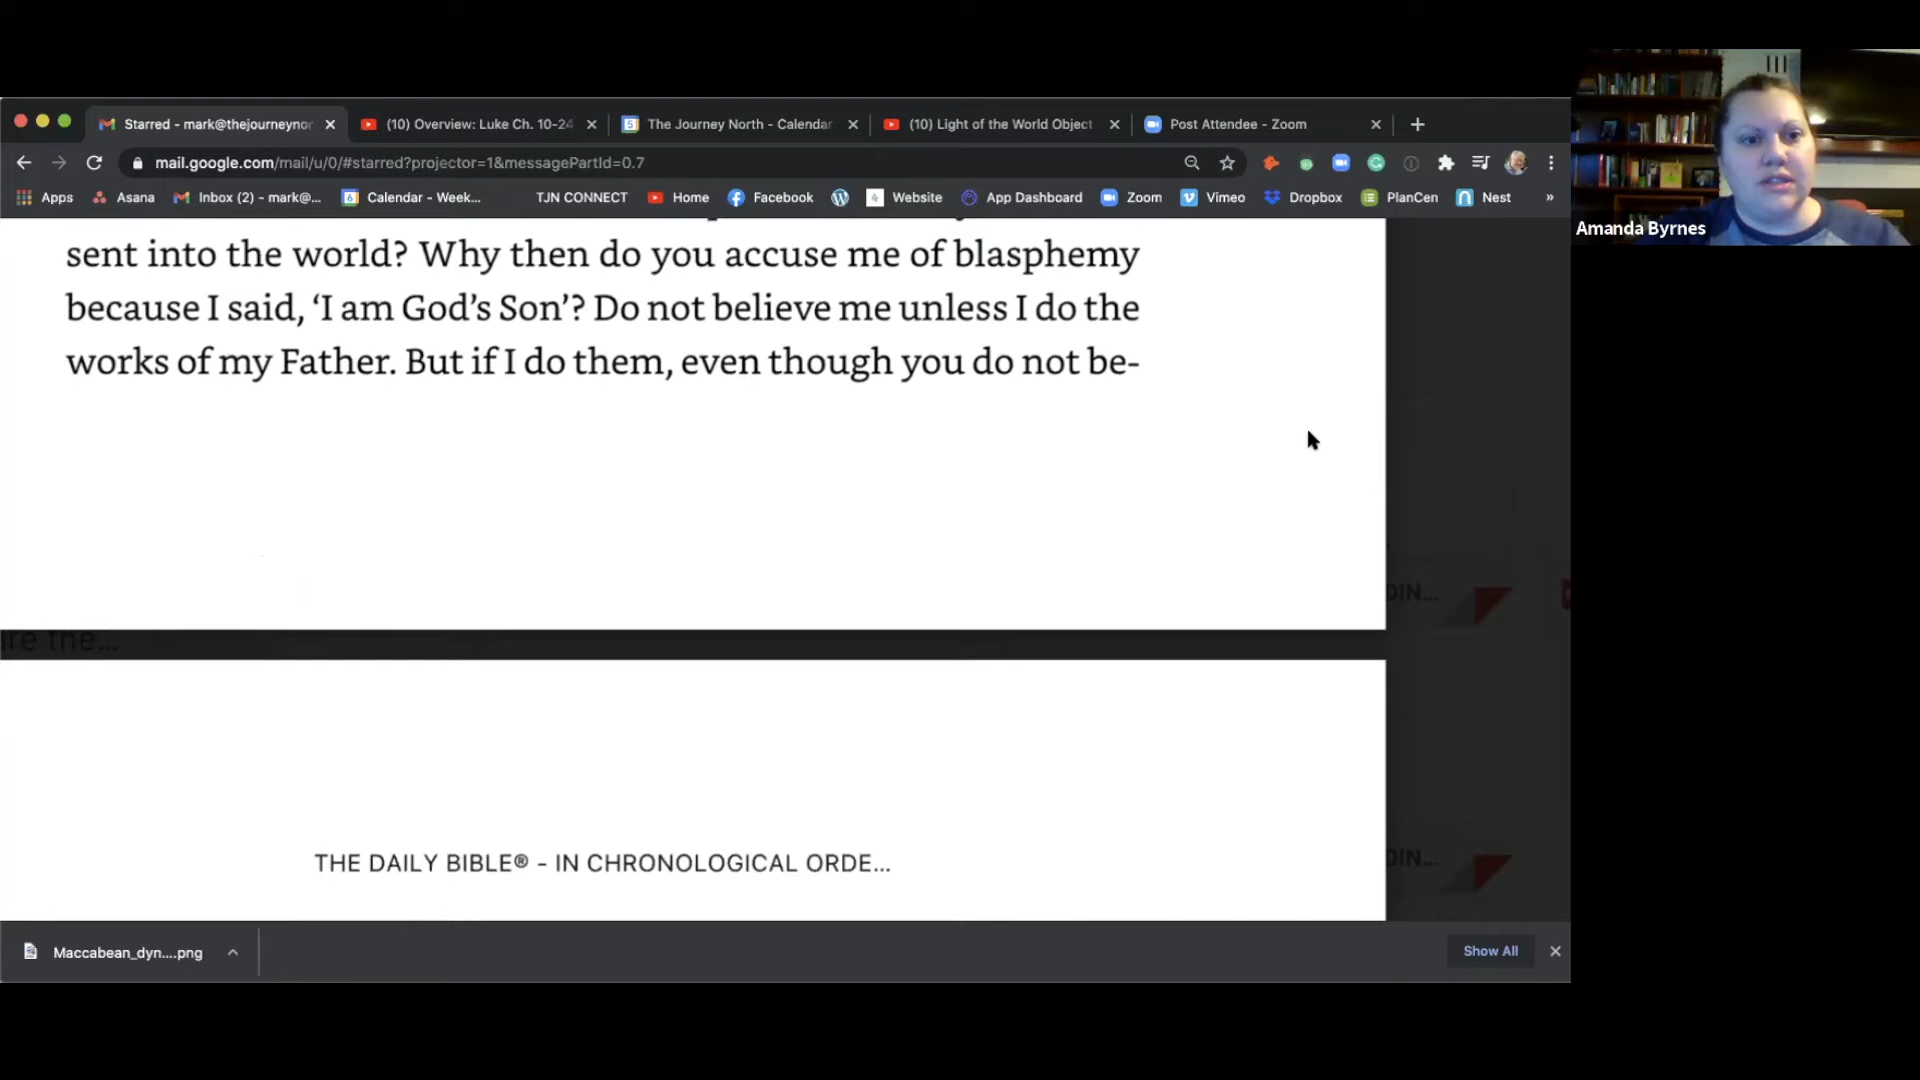 Starred - mark@thejourneynor
(10) Overview: Luke Ch. 10-24
The Journey North - Calendar
(10) Light of the World Object
Post Attendee - Zoom
mail.google.com/mail/u/0/#starred?projector=1&messagePartId=0.7
Apps
Asana
Inbox (2) - mark@...
Calendar - Week...
TJN CONNECT
Home
Facebook
Website
App Dashboard
Zoom
Vimeo
Dropbox
PlanCen
Nest
»
Amanda Byrnes
sent into the world? Why then do you accuse me of blasphemy
because I said, ‘I am God’s Son’? Do not believe me unless I do the
works of my Father. But if I do them, even though you do not be-
DIN...
re the...
THE DAILY BIBLE® - IN CHRONOLOGICAL ORDE...
DIN...
Maccabean_dyn....png
Show All